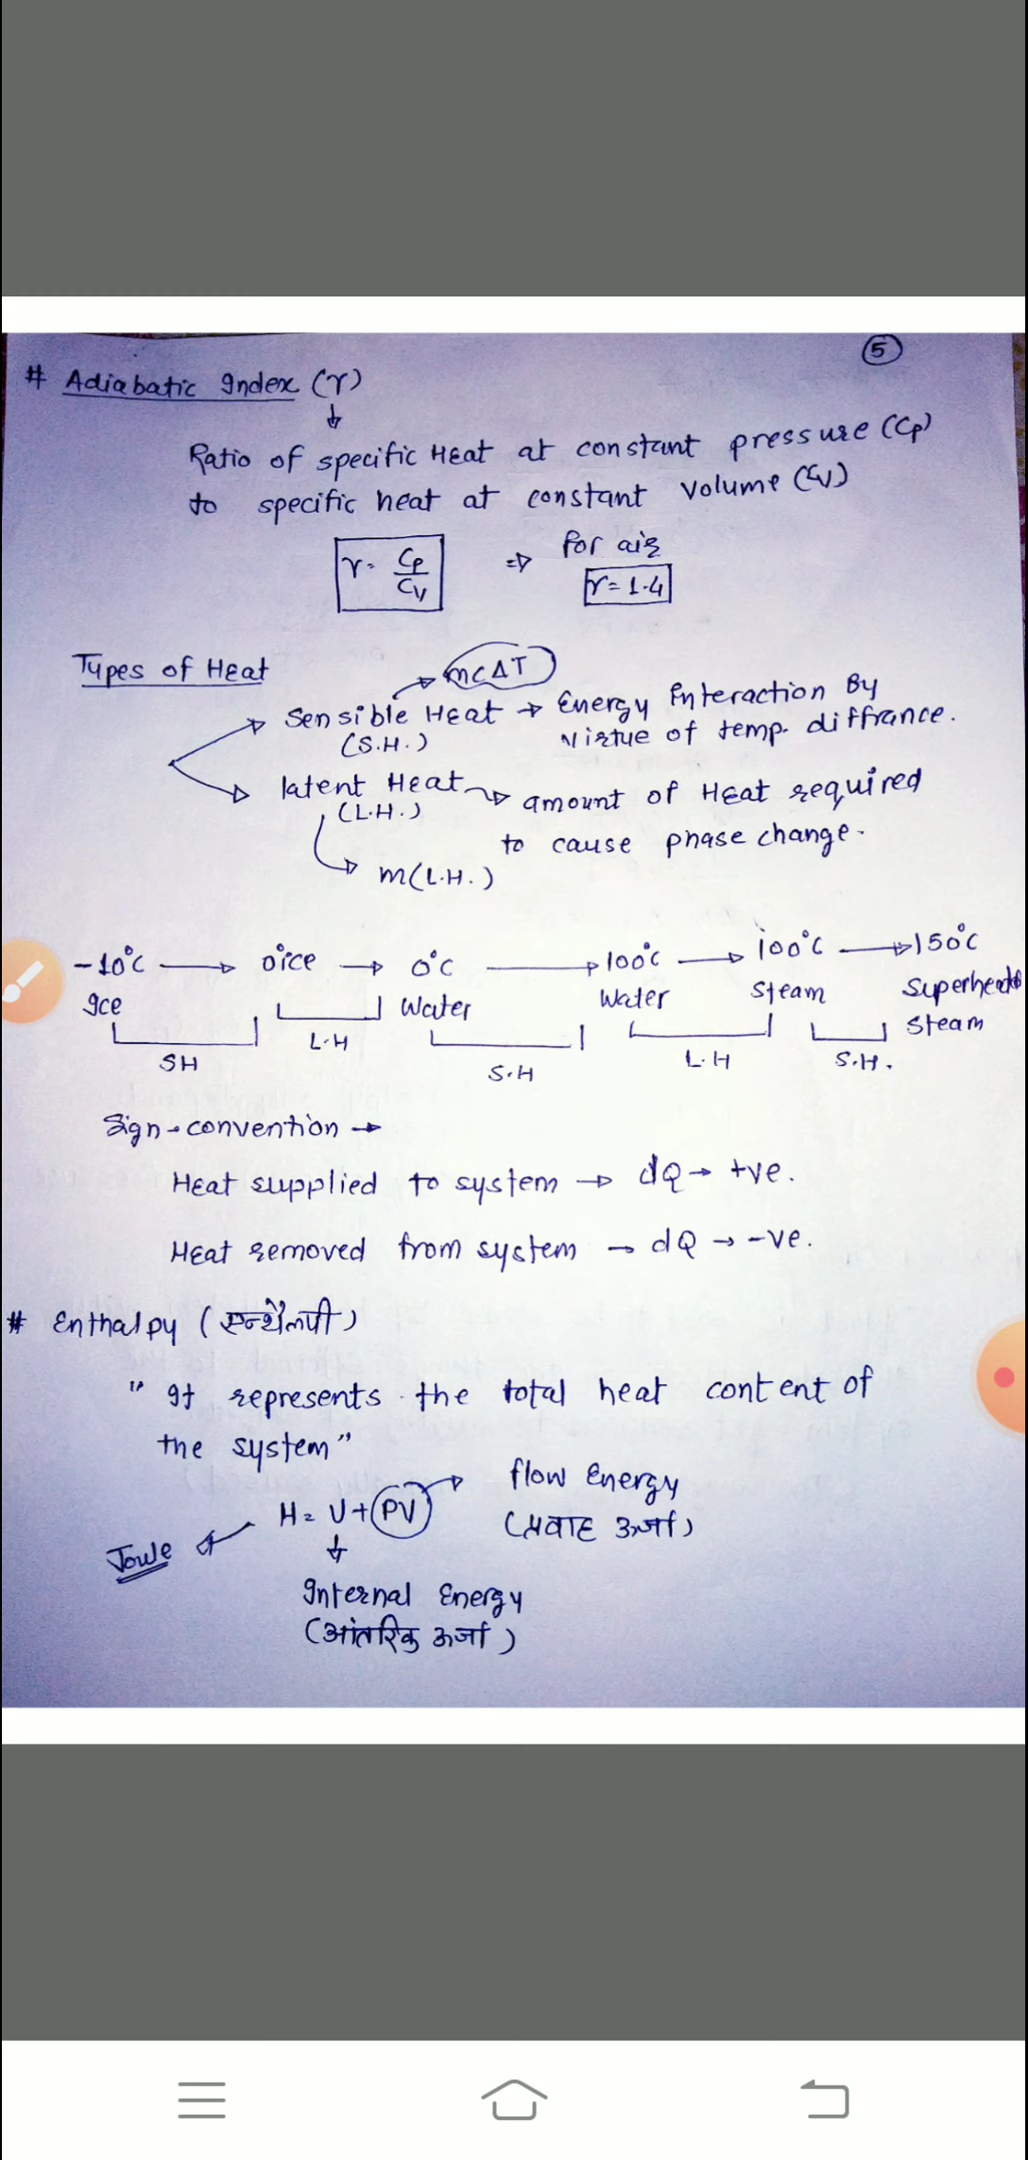 5
# Adiabatic Index (γ)
Ratio of specific Heat at constant pressure (Cp)
to specific heat at constant volume (Cv)
γ = Cp/Cv ⇒ for air
γ = 1.4
Types of Heat
mcΔT
→ Sensible Heat → Energy Interaction By
(S.H.) virtue of temp. diffrance.
→ latent Heat → amount of Heat required
(L.H.) to cause phase change.
→ m(L.H.)
-10°C → 0°ice → 0°C → 100°C → 100°C → 150°C
Ice Water Water Steam Superheated
Steam
SH L.H S.H L.H S.H.
Sign-convention →
Heat supplied to system → dQ → +ve.
Heat removed from system → dQ → -ve.
# Enthalpy (एन्थैलपी)
" It represents the total heat content of
the system"
H = U + PV → flow Energy
(प्रवाह ऊर्जा)
Joule
Internal Energy
(आंतरिक ऊर्जा)